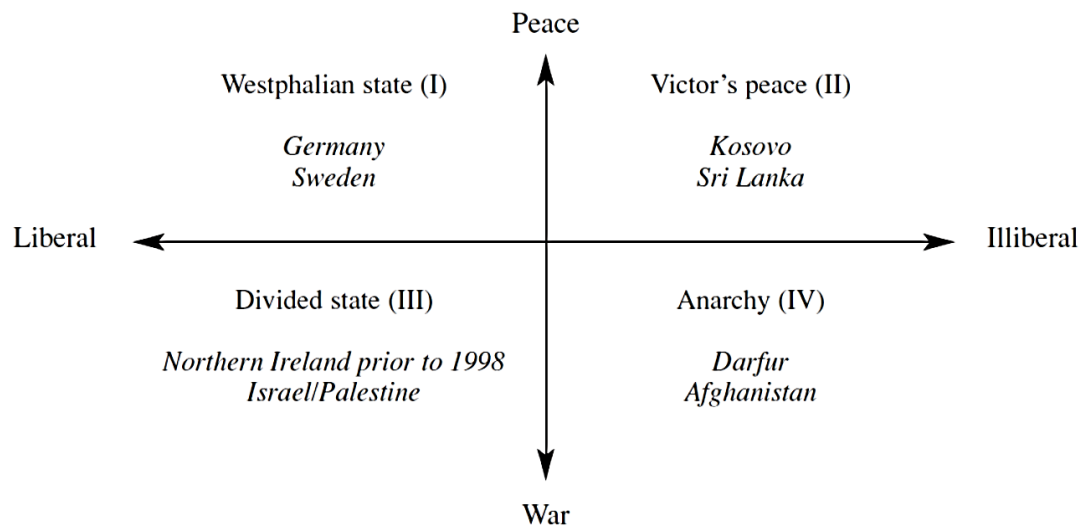 Peace
Westphalian state (I)
Victor's peace (II)
Germany
Sweden
Kosovo
Sri Lanka
Liberal
Illiberal
Divided state (III)
Anarchy (IV)
Northern Ireland prior to 1998
Israel/Palestine
Darfur
Afghanistan
War